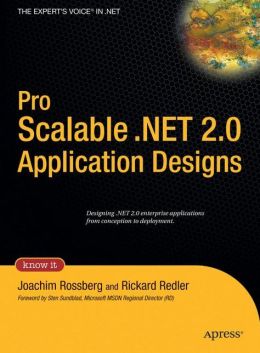 THE EXPERT'S VOICE® IN .NET
Pro
Scalable .NET 2.0
Application Designs
Designing .NET 2.0 enterprise applications
from conception to deployment.
know it
Joachim Rossberg and Rickard Redler
Foreword by Sten Sundblad, Microsoft MSDN Regional Director (RD)
Apress®